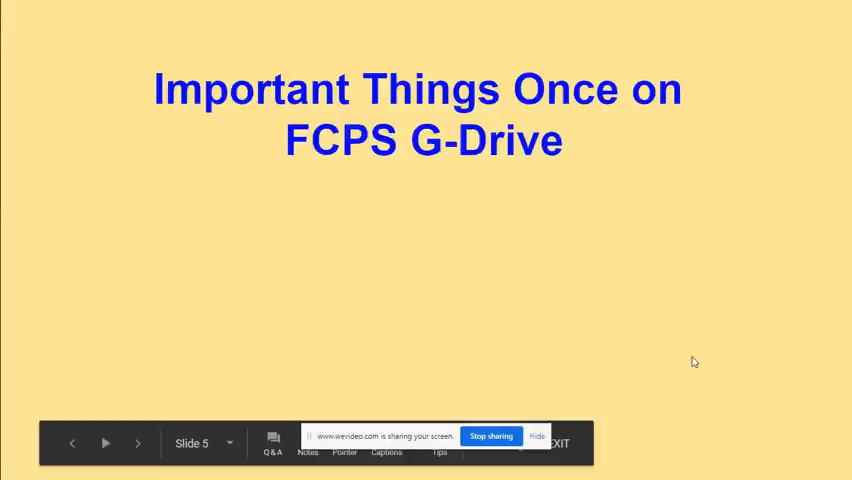 Important Things Once on
FCPS G-Drive
www.wevideo.com is sharing your screen.
Stop sharing
Hide
Slide 5
Q & A
Notes
Pointer
Captions
Tips
EXIT